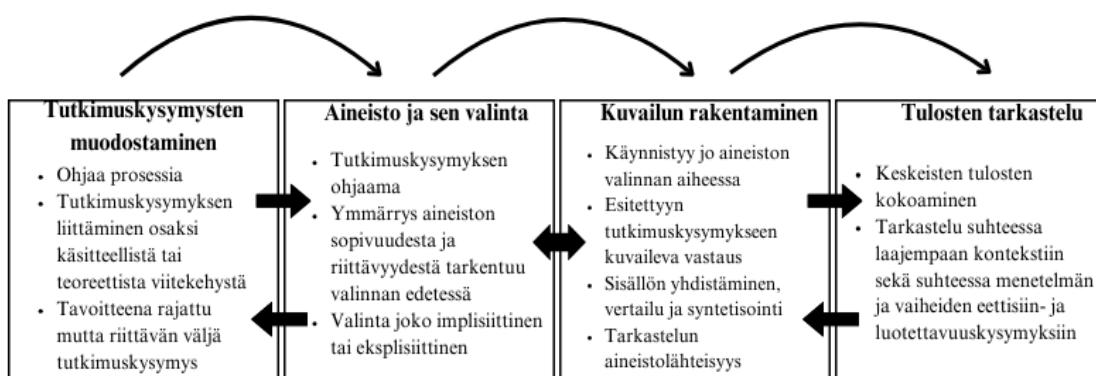 Tutkimuskysymysten
muodostaminen
• Ohjaa prosessia
• Tutkimuskysymyksen
liittäminen osaksi
käsitteellistä tai
teoreettista viitekehystä
• Tavoitteena rajattu
mutta riittävän väljä
tutkimuskysymys
Aineisto ja sen valinta
• Tutkimuskysymyksen
ohjaama
• Ymmärrys aineiston
sopivuudesta ja
riittävyydestä tarkentuu
valinnan edetessä
• Valinta joko implisiittinen
tai eksplisiittinen
Kuvailun rakentaminen
• Käynnistyy jo aineiston
valinnan aiheessa
• Esitettyyn
tutkimuskysymykseen
kuvaileva vastaus
• Sisällön yhdistäminen,
vertailu ja syntetisointi
• Tarkastelun
aineistolähteisyys
Tulosten tarkastelu
• Keskeisten tulosten
kokoaminen
• Tarkastelu suhteessa
laajempaan kontekstiin
sekä suhteessa menetelmän
ja vaiheiden eettisiin- ja
luotettavuuskysymyksiin